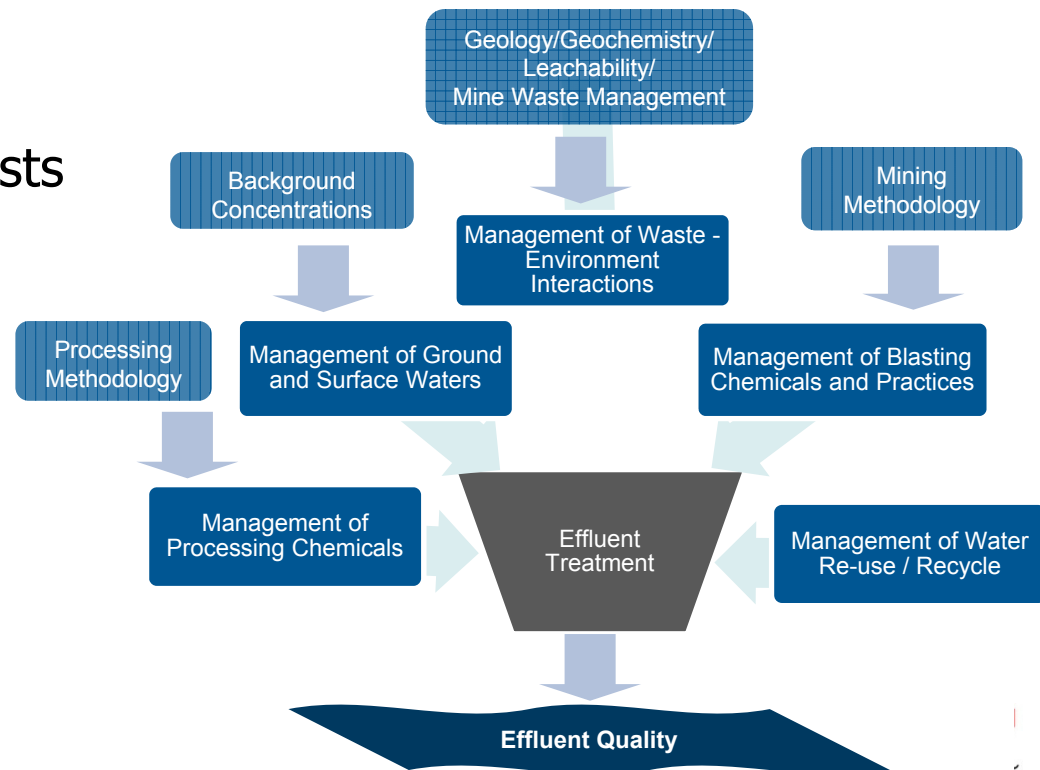 Geology/Geochemistry/
Leachability/
Mine Waste Management
sts
Background
Concentrations
Mining
Methodology
Management of Waste -
Environment
Interactions
Processing
Methodology
Management of Ground
and Surface Waters
Management of Blasting
Chemicals and Practices
Management of
Processing Chemicals
Effluent
Treatment
Management of Water
Re-use / Recycle
Effluent Quality